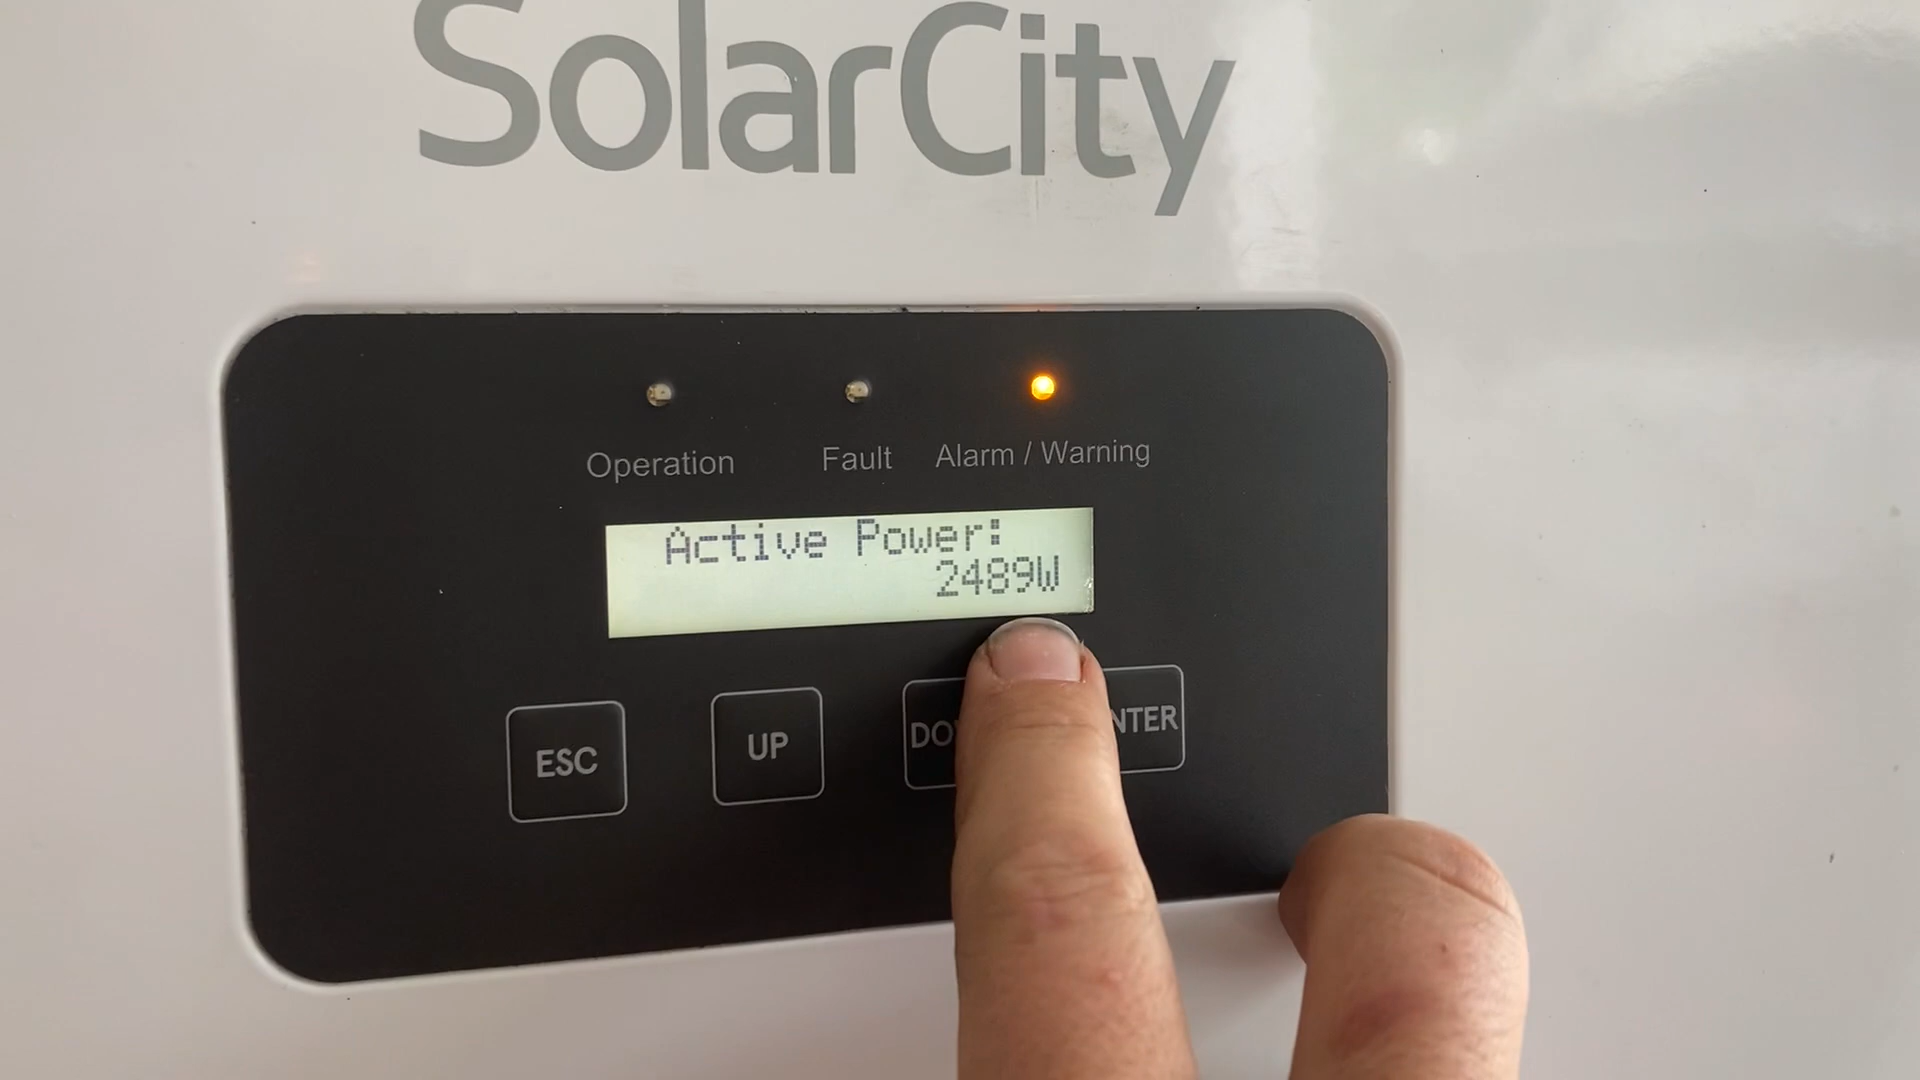 SolarCity
Operation Fault Alarm / Warning
Active Power:
2489W
ESC UP